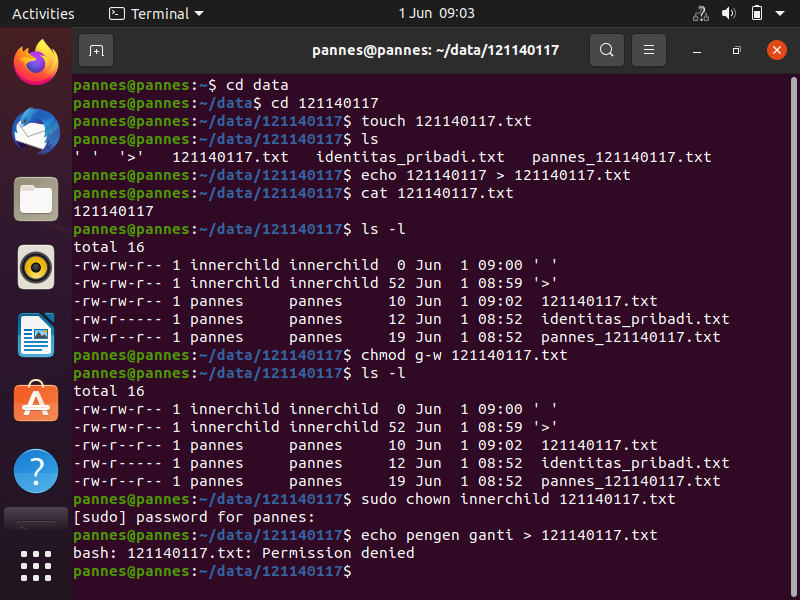 Activities
Terminal
1 Jun 09:03
pannes@pannes: ~/data/121140117
pannes@pannes:~$ cd data
pannes@pannes:~/data$ cd 121140117
pannes@pannes:~/data/121140117$ touch 121140117.txt
pannes@pannes:~/data/121140117$ ls
' '  '>'   121140117.txt   identitas_pribadi.txt   pannes_121140117.txt
pannes@pannes:~/data/121140117$ echo 121140117 > 121140117.txt
pannes@pannes:~/data/121140117$ cat 121140117.txt
121140117
pannes@pannes:~/data/121140117$ ls -l
total 16
-rw-rw-r-- 1 innerchild innerchild  0 Jun  1 09:00 ' '
-rw-rw-r-- 1 innerchild innerchild 52 Jun  1 08:59 '>'
-rw-rw-r-- 1 pannes     pannes     10 Jun  1 09:02  121140117.txt
-rw-r----- 1 pannes     pannes     12 Jun  1 08:52  identitas_pribadi.txt
-rw-r--r-- 1 pannes     pannes     19 Jun  1 08:52  pannes_121140117.txt
pannes@pannes:~/data/121140117$ chmod g-w 121140117.txt
pannes@pannes:~/data/121140117$ ls -l
total 16
-rw-rw-r-- 1 innerchild innerchild  0 Jun  1 09:00 ' '
-rw-rw-r-- 1 innerchild innerchild 52 Jun  1 08:59 '>'
-rw-r--r-- 1 pannes     pannes     10 Jun  1 09:02  121140117.txt
-rw-r----- 1 pannes     pannes     12 Jun  1 08:52  identitas_pribadi.txt
-rw-r--r-- 1 pannes     pannes     19 Jun  1 08:52  pannes_121140117.txt
pannes@pannes:~/data/121140117$ sudo chown innerchild 121140117.txt
[sudo] password for pannes:
pannes@pannes:~/data/121140117$ echo pengen ganti > 121140117.txt
bash: 121140117.txt: Permission denied
pannes@pannes:~/data/121140117$